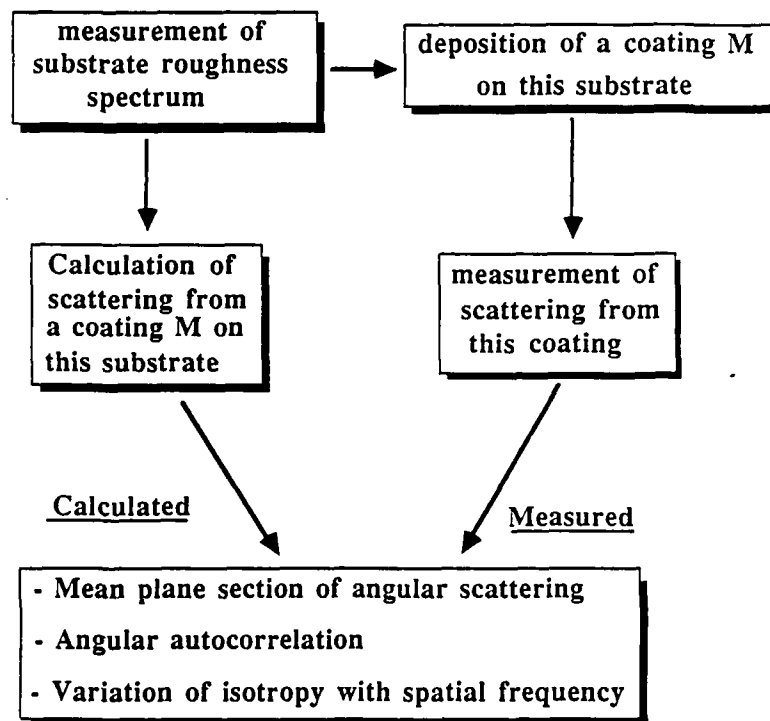 measurement of
substrate roughness
spectrum
deposition of a coating M
on this substrate
Calculation of
scattering from
a coating M on
this substrate
measurement of
scattering from
this coating
Calculated
Measured
- Mean plane section of angular scattering
- Angular autocorrelation
- Variation of isotropy with spatial frequency